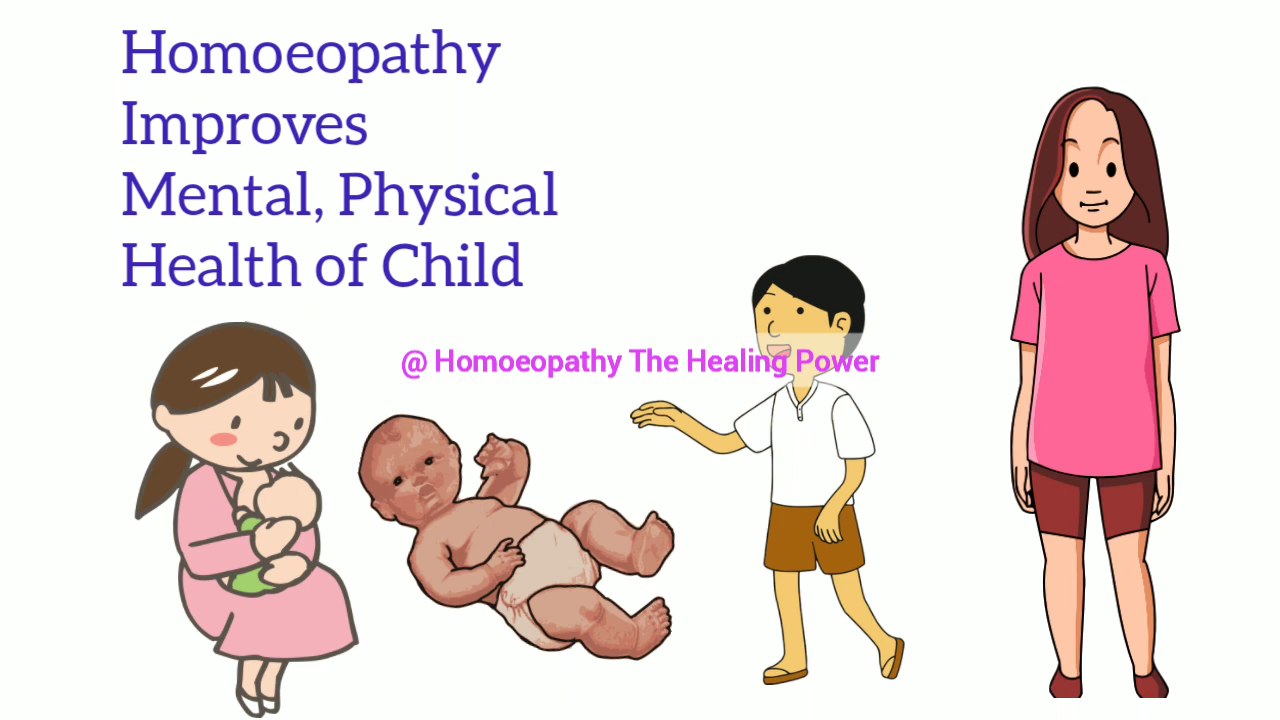 Homoeopathy
Improves
Mental, Physical
Health of Child
@ Homoeopathy The Healing Power